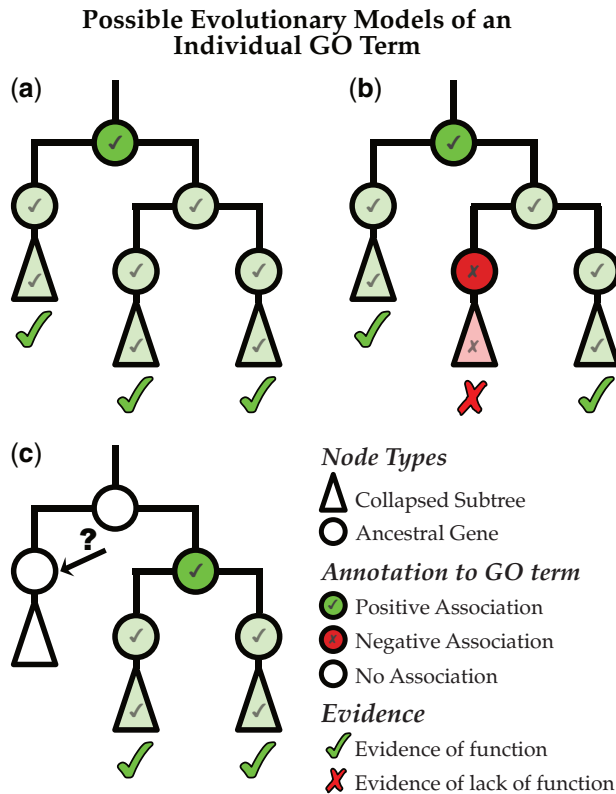 Possible Evolutionary Models of an
Individual GO Term
(a)
(b)
(c)
?
Node Types
Collapsed Subtree
Ancestral Gene
Annotation to GO term
Positive Association
Negative Association
No Association
Evidence
Evidence of function
Evidence of lack of function